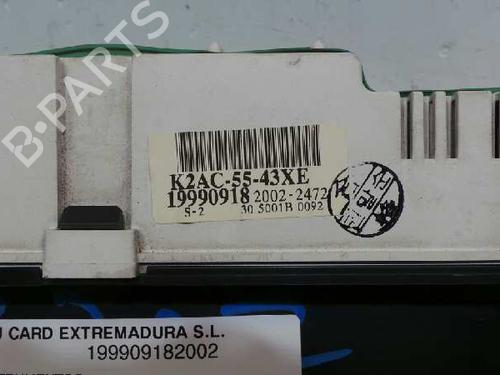 B-PARTS
K2AC-55-43XE
19990918 2002-2472
S-2 30 5001B 0092
U CARD EXTREMADURA S.L.
199909182002